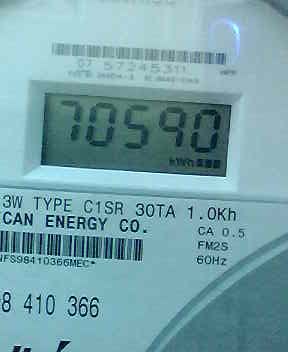 07 57245311
70590
kWh
3W TYPE C1SR 30TA 1.0Kh
CAN ENERGY CO.
CA 0.5
FM2S
NFS98410366MEC*
60Hz
8 410 366